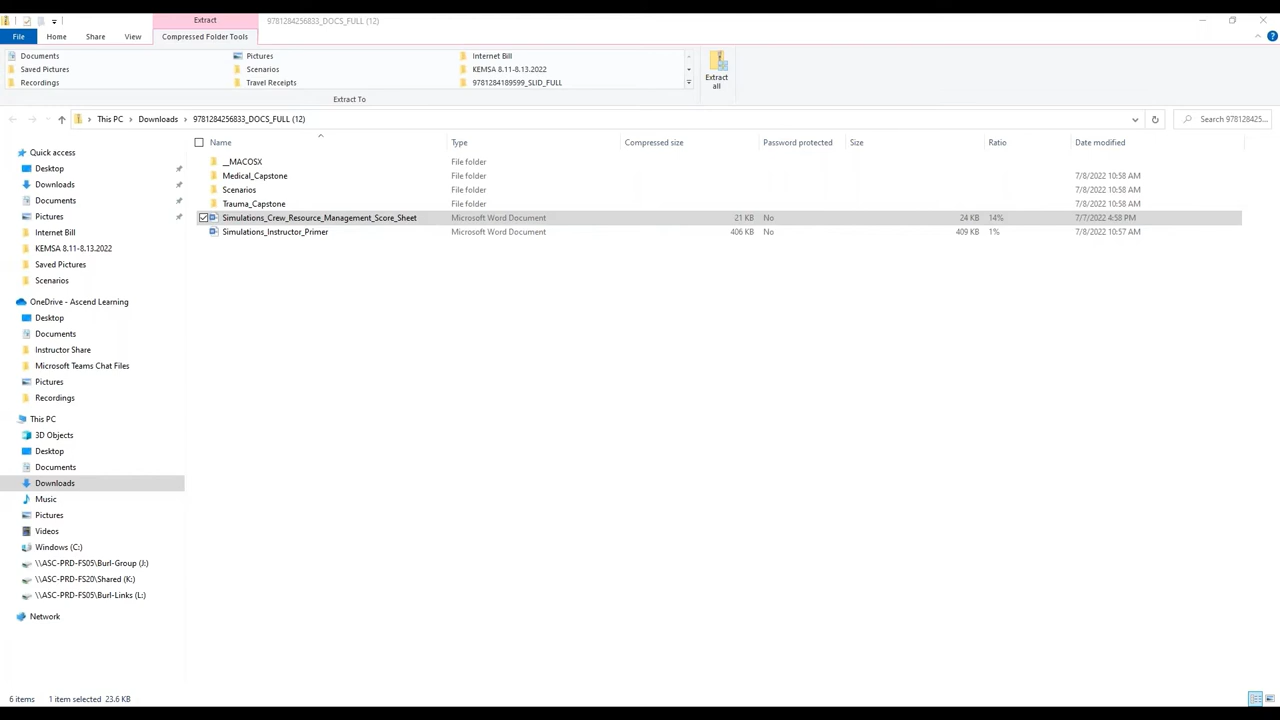 Extract
9781284256833_DOCS_FULL (12)
File
Home
Share
View
Compressed Folder Tools
Documents
Pictures
Internet Bill
Saved Pictures
Scenarios
KEMSA 8.11-8.13.2022
Recordings
Travel Receipts
9781284189599_SLID_FULL
Extract all
Extract To
This PC > Downloads > 9781284256833_DOCS_FULL (12)
Search 978128425...
Name Type Compressed size Password protected Size Ratio Date modified
__MACOSX File folder
Medical_Capstone File folder 7/8/2022 10:58 AM
Scenarios File folder 7/8/2022 10:58 AM
Trauma_Capstone File folder 7/8/2022 10:58 AM
Simulations_Crew_Resource_Management_Score_Sheet Microsoft Word Document 21 KB No 24 KB 14% 7/7/2022 4:58 PM
Simulations_Instructor_Primer Microsoft Word Document 406 KB No 409 KB 1% 7/8/2022 10:57 AM
Quick access
Desktop
Downloads
Documents
Pictures
Internet Bill
KEMSA 8.11-8.13.2022
Saved Pictures
Scenarios
OneDrive - Ascend Learning
Desktop
Documents
Instructor Share
Microsoft Teams Chat Files
Pictures
Recordings
This PC
3D Objects
Desktop
Documents
Downloads
Music
Pictures
Videos
Windows (C:)
\\ASC-PRD-FS05\Burl-Group (J:)
\\ASC-PRD-FS20\Shared (K:)
\\ASC-PRD-FS05\Burl-Links (L:)
Network
6 items 1 item selected 23.6 KB